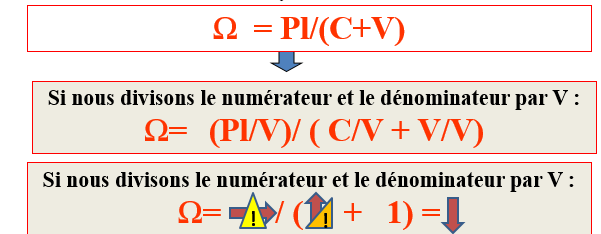 Ω = Pl/(C+V)
Si nous divisons le numérateur et le dénominateur par V :
Ω= (Pl/V)/ ( C/V + V/V)
Si nous divisons le numérateur et le dénominateur par V :
Ω= / ( + 1) =